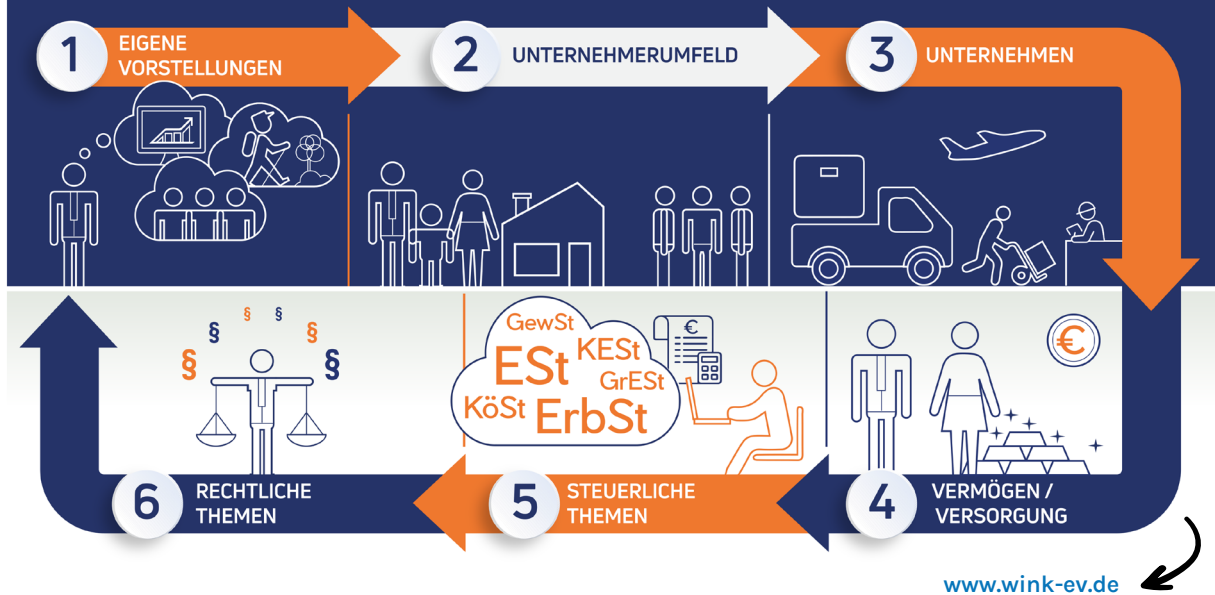 1
EIGENE
VORSTELLUNGEN
2
UNTERNEHMERUMFELD
3
UNTERNEHMEN
§ § § § § §
GewSt
ESt KESt
GrESt
KöSt ErbSt
€
€
6
RECHTLICHE
THEMEN
5
STEUERLICHE
THEMEN
4
VERMÖGEN /
VERSORGUNG
www.wink-ev.de